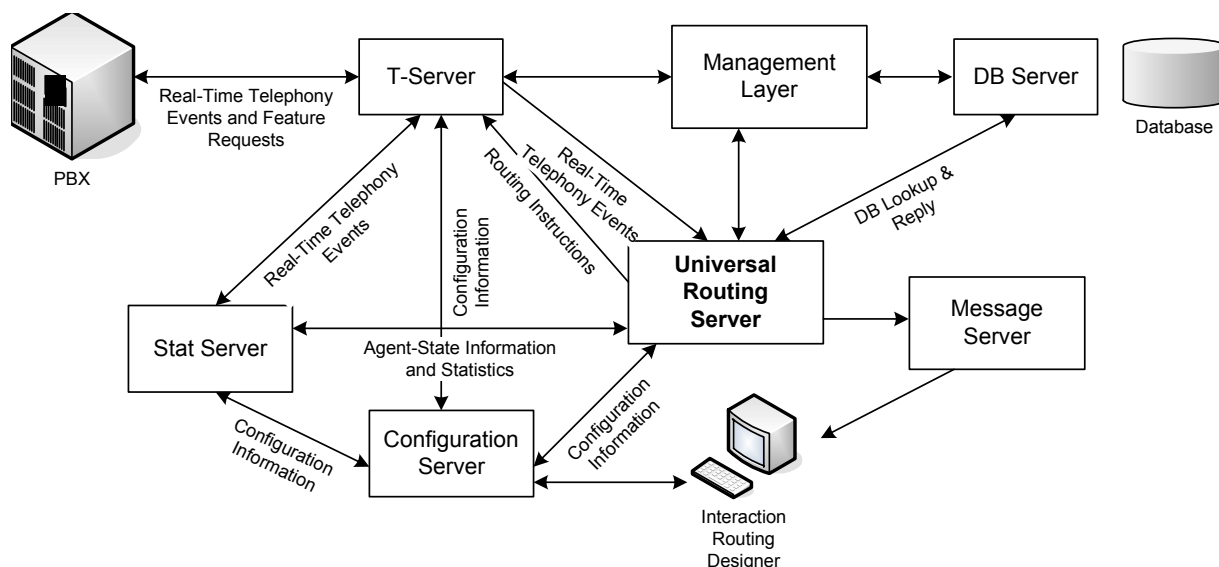 T-Server
Management
Layer
DB Server
Database
PBX
Real-Time Telephony
Events and Feature
Requests
Real-Time Telephony
Events
Configuration
Information
Routing Instructions
Real-Time
Telephony Events
DB Lookup &
Reply
Universal
Routing
Server
Message
Server
Stat Server
Agent-State Information
and Statistics
Configuration
Information
Configuration
Server
Configuration
Information
Interaction
Routing
Designer